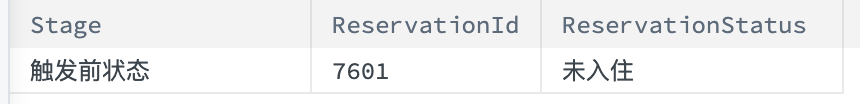 Stage ReservationId ReservationStatus
触发前状态 7601 未入住